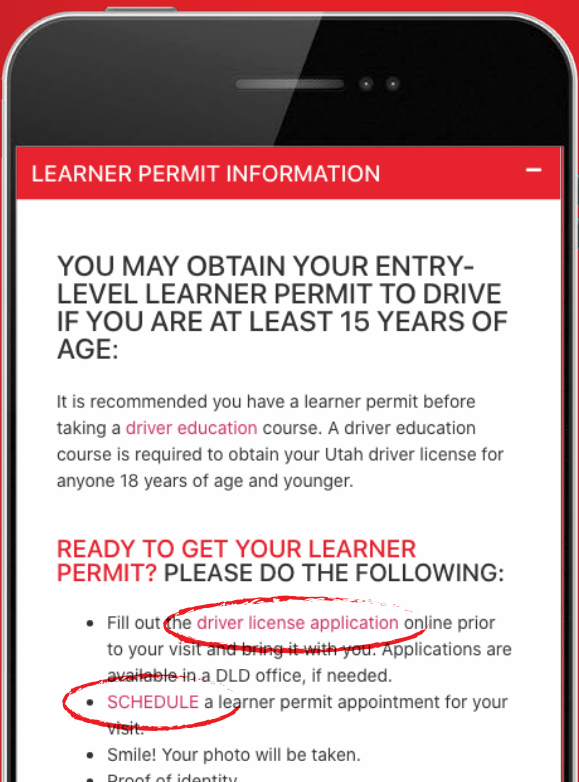 LEARNER PERMIT INFORMATION
YOU MAY OBTAIN YOUR ENTRY-
LEVEL LEARNER PERMIT TO DRIVE
IF YOU ARE AT LEAST 15 YEARS OF
AGE:
It is recommended you have a learner permit before
taking a driver education course. A driver education
course is required to obtain your Utah driver license for
anyone 18 years of age and younger.
READY TO GET YOUR LEARNER
PERMIT? PLEASE DO THE FOLLOWING:
• Fill out the driver license application online prior
to your visit and bring it with you. Applications are
available in a DLD office, if needed.
• SCHEDULE a learner permit appointment for your
visit.
• Smile! Your photo will be taken.
• Proof of identity